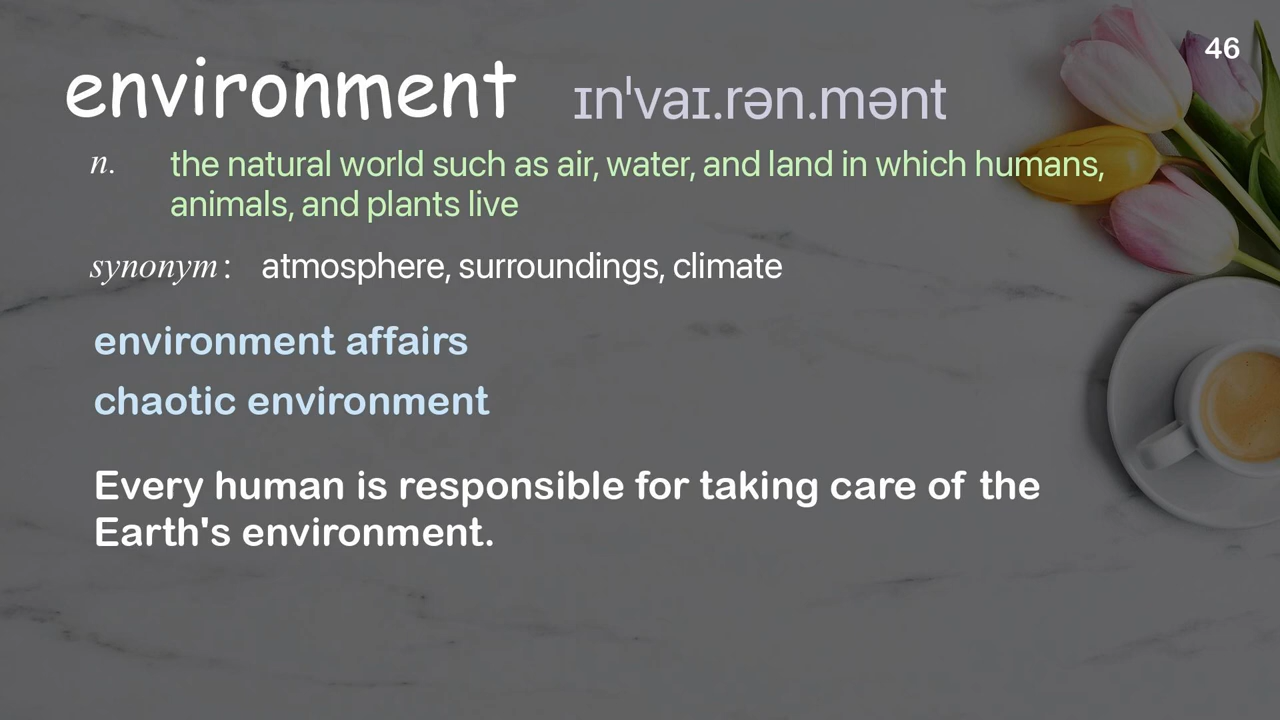 46
environment ɪnˈvaɪ.rən.mənt
n. the natural world such as air, water, and land in which humans,
animals, and plants live
synonym: atmosphere, surroundings, climate
environment affairs
chaotic environment
Every human is responsible for taking care of the
Earth's environment.